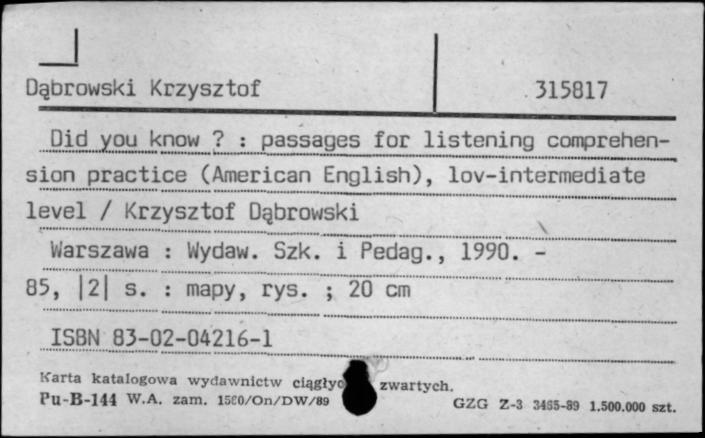 Dąbrowski Krzysztof
315817
Did you know ? : passages for listening comprehen-
sion practice (American English), lov-intermediate
level / Krzysztof Dąbrowski
Warszawa : Wydaw. Szk. i Pedag., 1990. -
85, |2| s. : mapy, rys. ; 20 cm
ISBN 83-02-04216-1
Karta katalogowa wydawnictw zwartych.
Pu-B-144 W.A. zam. 1560/On/DW/89
GZG Z-3 3465-89 1.500.000 szt.